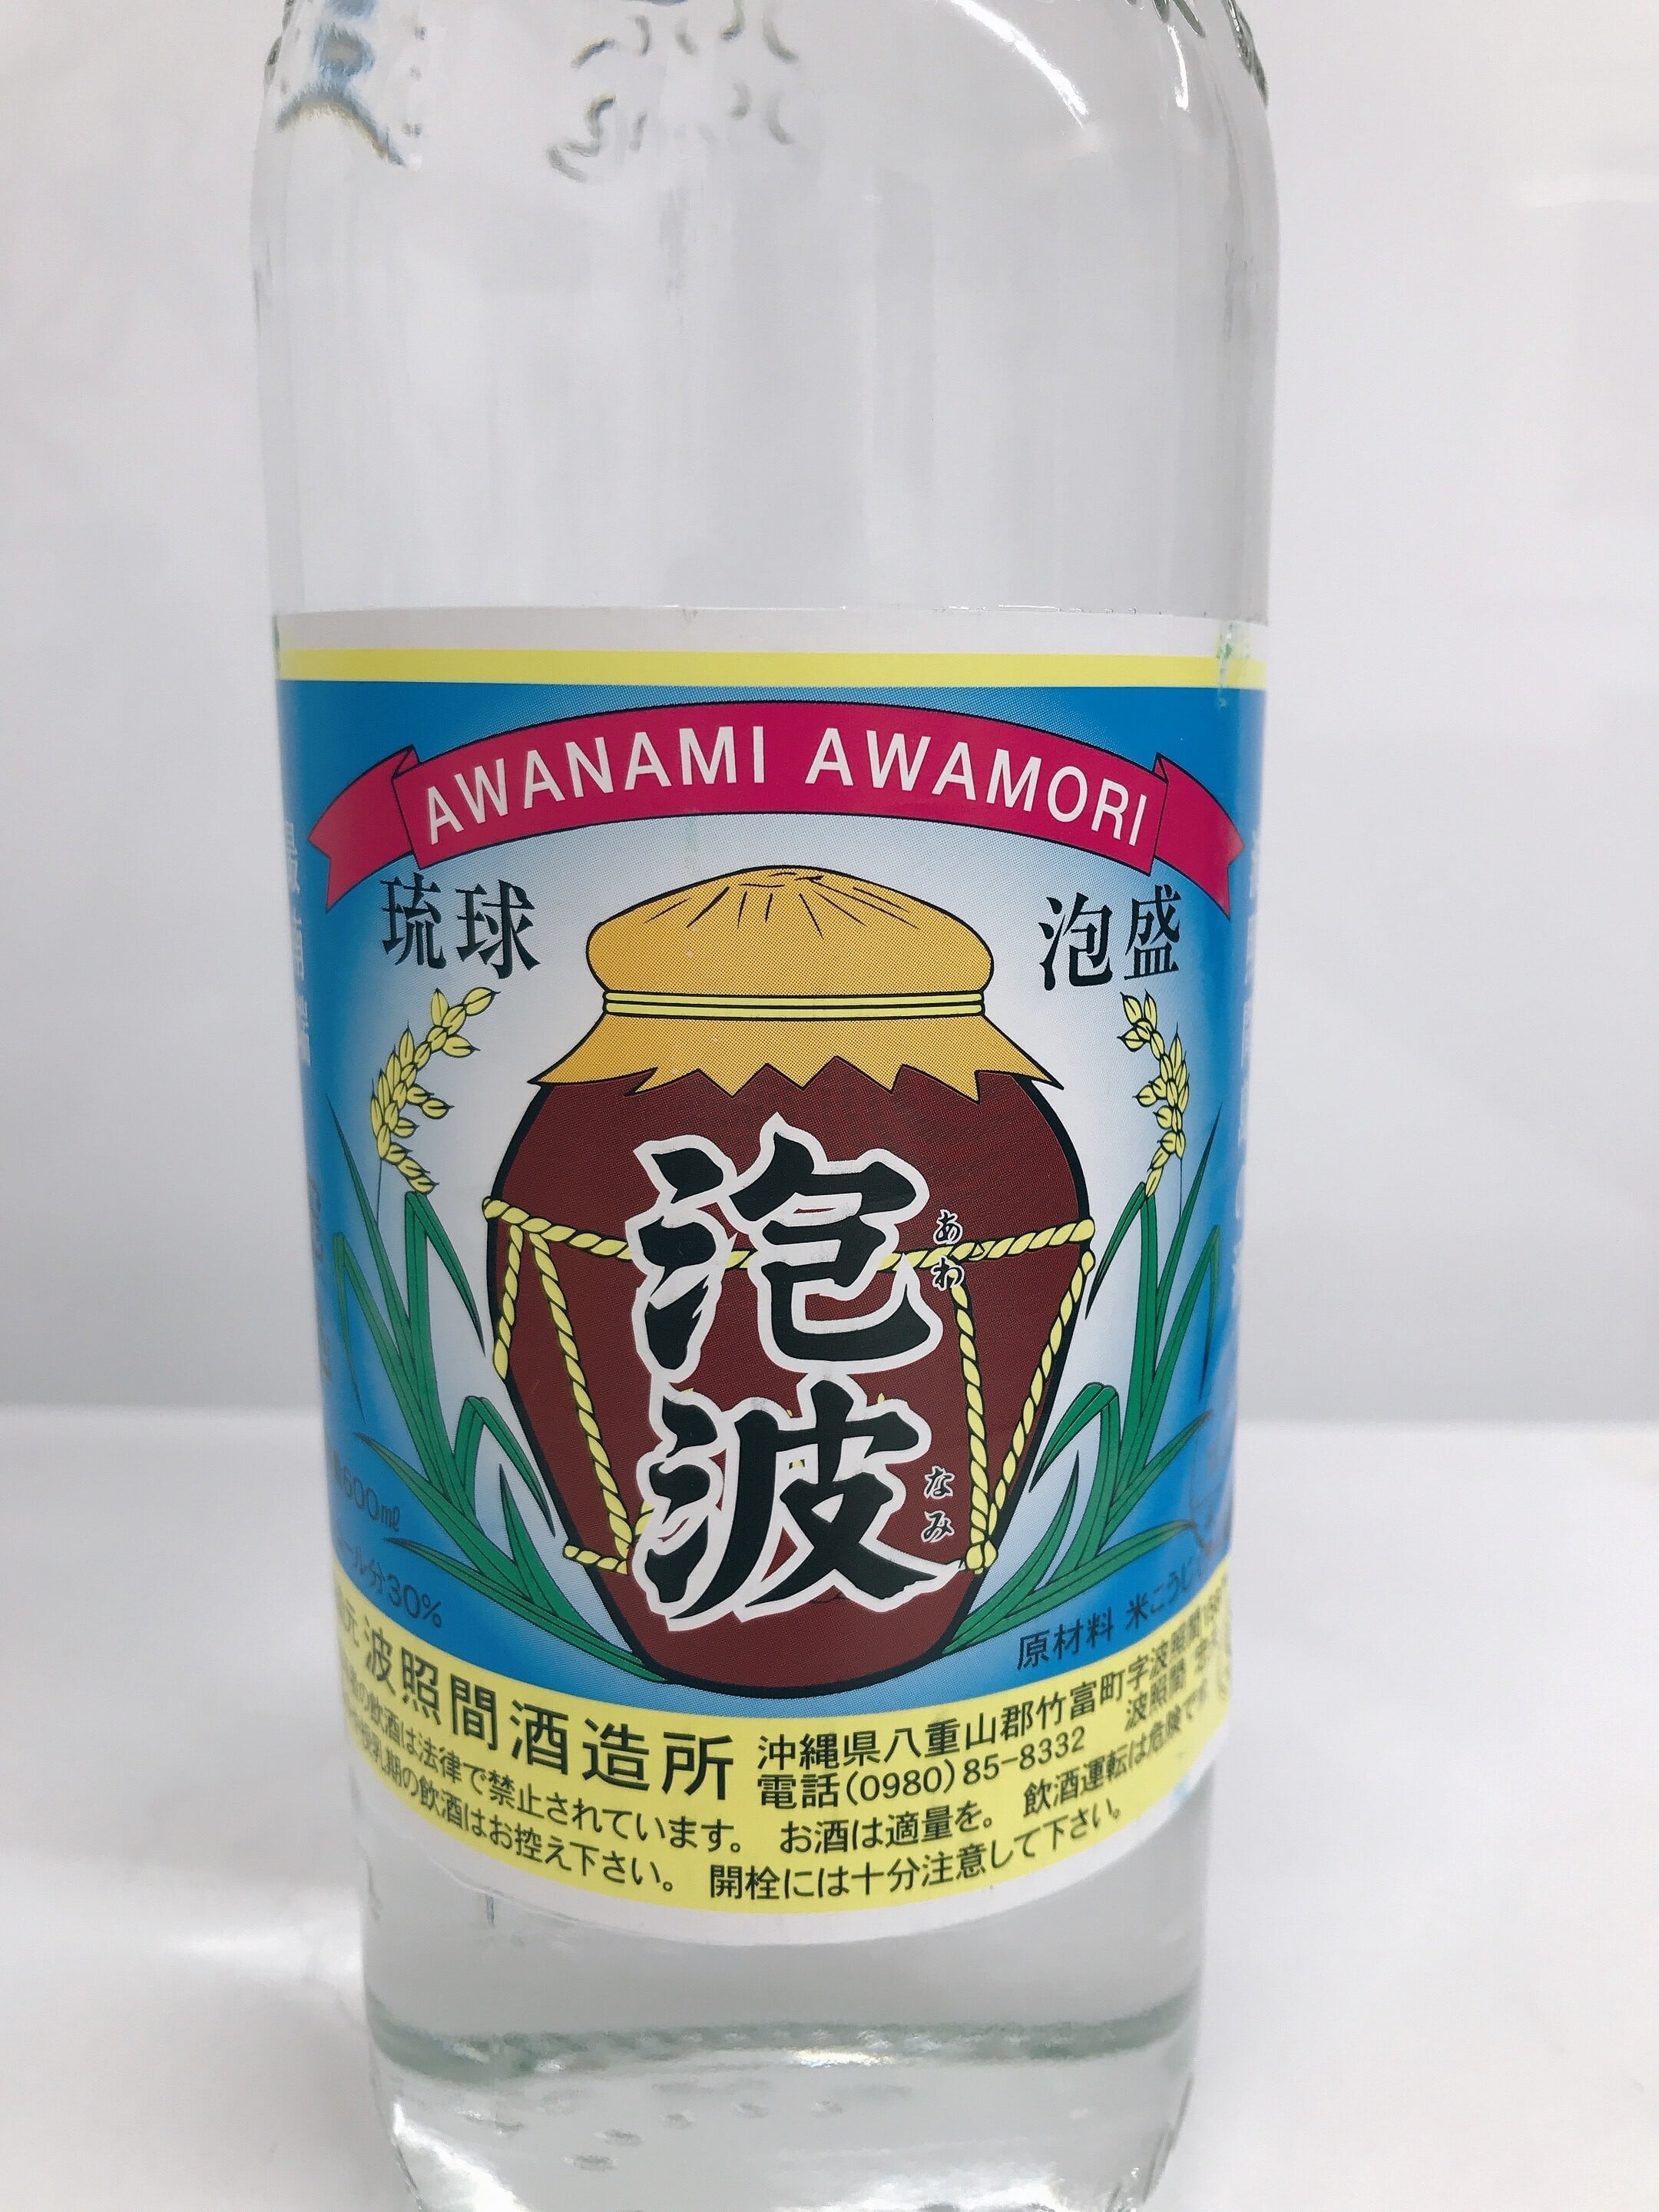 AWANAMI AWAMORI
琉球
泡盛
泡波
あわ
なみ
600㎖
ール分30%
原材料 米こうじ
元 波照間酒造所
沖縄県八重山郡竹富町字波照間
電話(0980)85-8332
波照間
の飲酒は法律で禁止されています。 お酒は適量を。 飲酒運転は危険です
乳期の飲酒はお控え下さい。 開栓には十分注意して下さい。